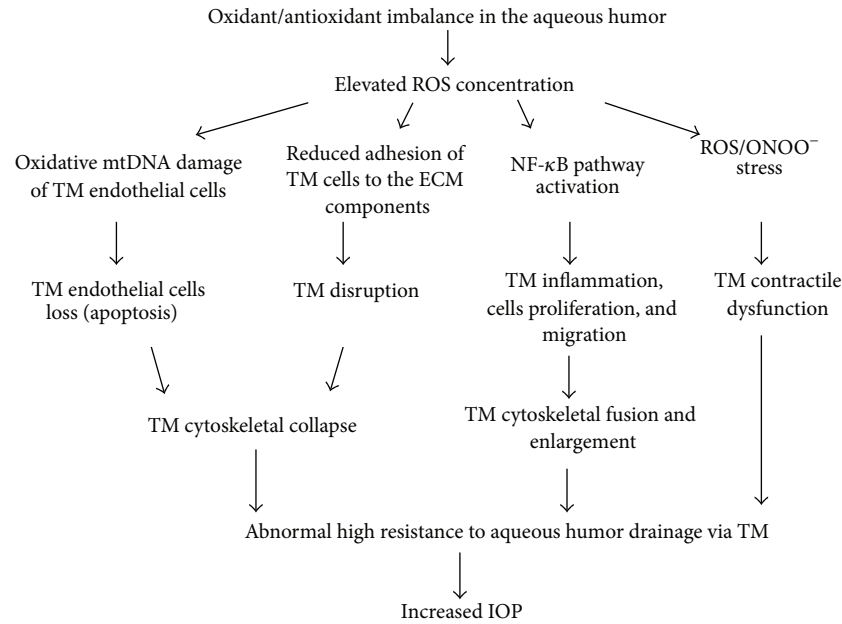 Oxidant/antioxidant imbalance in the aqueous humor
Elevated ROS concentration
Oxidative mtDNA damage
of TM endothelial cells
Reduced adhesion of
TM cells to the ECM
components
NF-κB pathway
activation
ROS/ONOO⁻
stress
TM endothelial cells
loss (apoptosis)
TM disruption
TM inflammation,
cells proliferation, and
migration
TM contractile
dysfunction
TM cytoskeletal collapse
TM cytoskeletal fusion and
enlargement
Abnormal high resistance to aqueous humor drainage via TM
Increased IOP